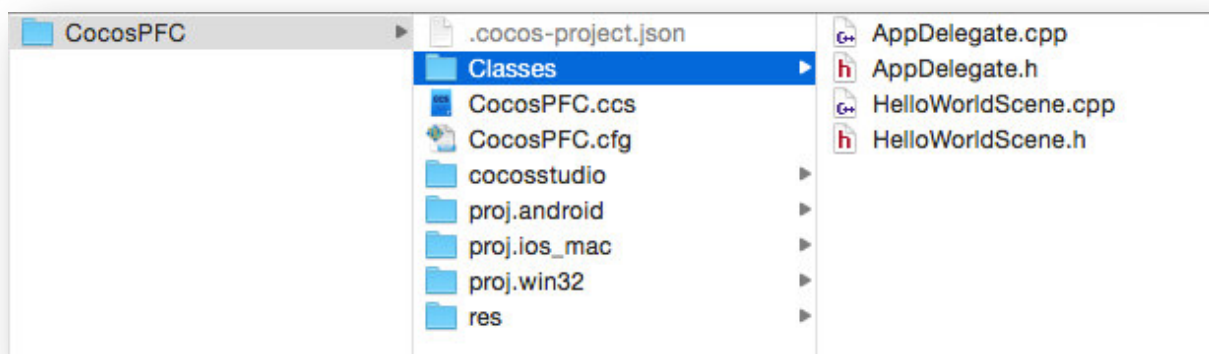 CocosPFC
.cocos-project.json
Classes
CocosPFC.ccs
CocosPFC.cfg
cocosstudio
proj.android
proj.ios_mac
proj.win32
res
AppDelegate.cpp
AppDelegate.h
HelloWorldScene.cpp
HelloWorldScene.h